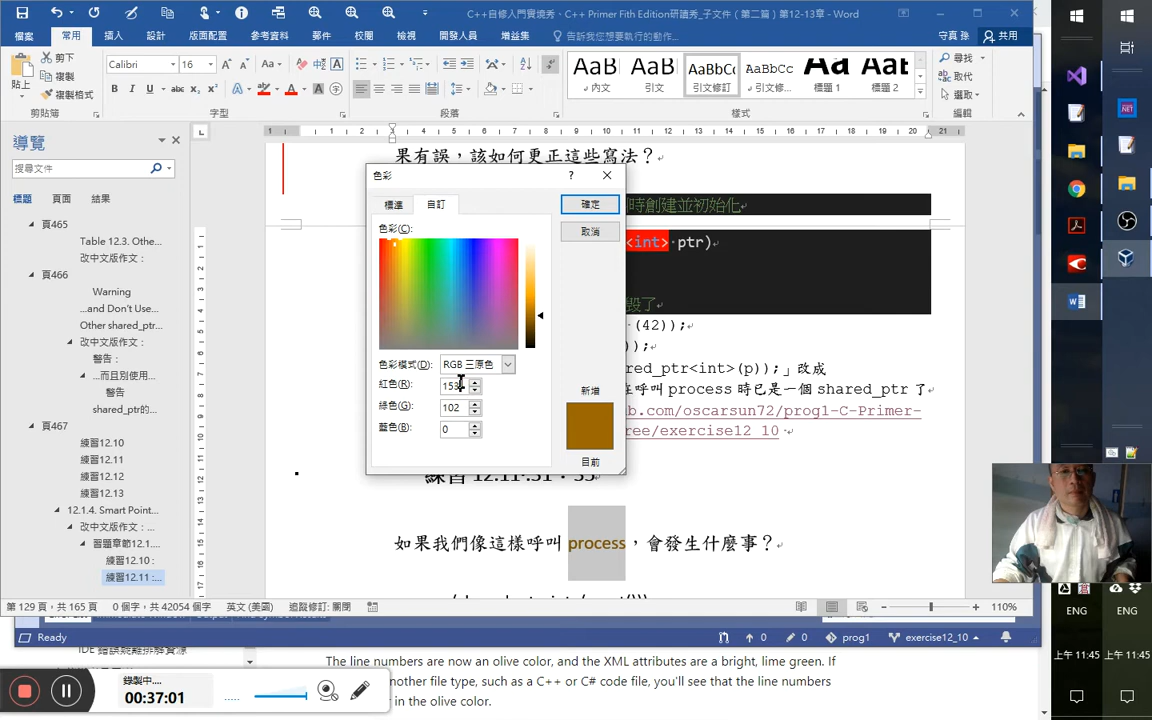 C++自修人門實境秀、C++ Primer Fith Edition研讀秀_子文件（第二篇）第12-13章 - Word
檔案 常用 插入 設計 版面配置 參考資料 郵件 校閱 檢視 開發人員 增益集 告訴我您想要執行的動作... 守真 孫 共用
剪下
複製
複製格式
貼上
Calibri 16
AaB AaB AaBbCc AaBbCc AaB AaB
內文 引文 引文修訂 引文修... 標題 1 標題 2
尋找
取代
選取
剪貼簿 字型 段落 樣式 編輯
導覽
搜尋文件
標題 頁面 結果
頁465
Table 12.3. Othe...
改中文版作文：
頁466
Warning
...and Don't Use...
Other shared_ptr...
改中文版作文：
警告：
...而且別使用...
警告
shared_ptr的...
頁467
練習12.10
練習12.11
練習12.12
練習12.13
12.1.4. Smart Point...
改中文版作文：...
習題章節12.1...
練習12.10 :
練習12.11 :...
果有誤，該如何更正這些寫法？
時創建並初始化
<int> ptr)
毀了
(42));
));
ared_ptr<int>(p));」改成
在呼叫 process 時已是一個 shared_ptr 了
b.com/oscarsun72/prog1-C-Primer-
ree/exercise12_10
如果我們像這樣呼叫 process，會發生什麼事？
色彩
標準 自訂
確定
取消
色彩(C):
色彩模式(D): RGB 三原色
紅色(R): 153
綠色(G): 102
藍色(B): 0
新增
目前
第 129 頁，共 165 頁 0 個字，共 42054 個字 英文 (美國) 追蹤修訂: 關閉 110%
Ready 0 0 prog1 exercise12_10
The line numbers are now an olive color, and the XML attributes are a bright, lime green. If
nother file type, such as a C++ or C# code file, you'll see that the line numbers
r in the olive color.
錄製中...
00:37:01
ENG ENG
上午 11:45 上午 11:45